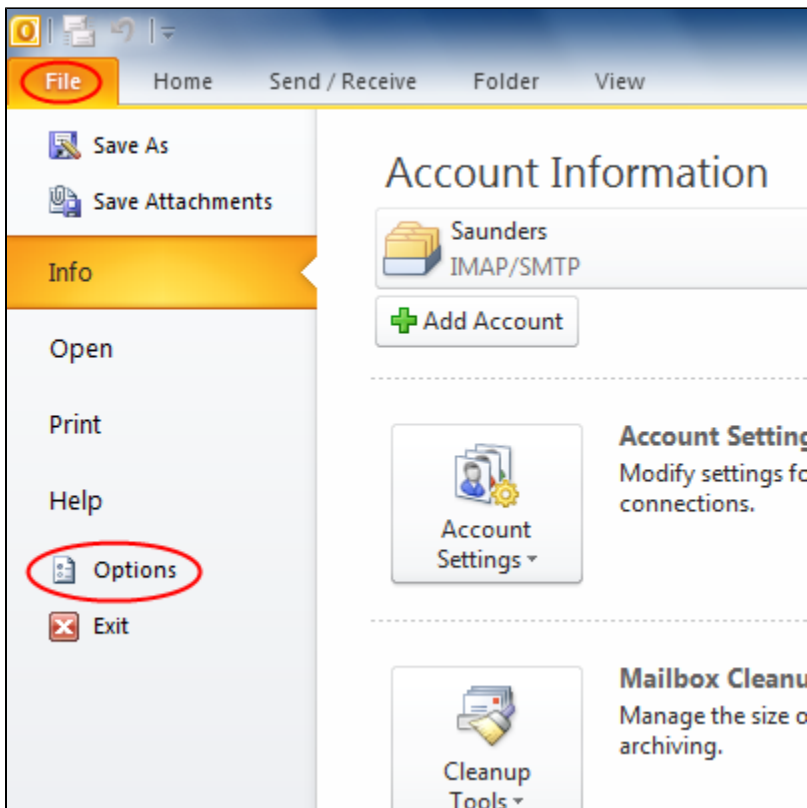 File Home Send / Receive Folder View
Save As
Save Attachments
Info
Open
Print
Help
Options
Exit
Account Information
Saunders
IMAP/SMTP
Add Account
Account
Settings
Account Setting
Modify settings fo
connections.
Cleanup
Tools
Mailbox Cleanu
Manage the size o
archiving.